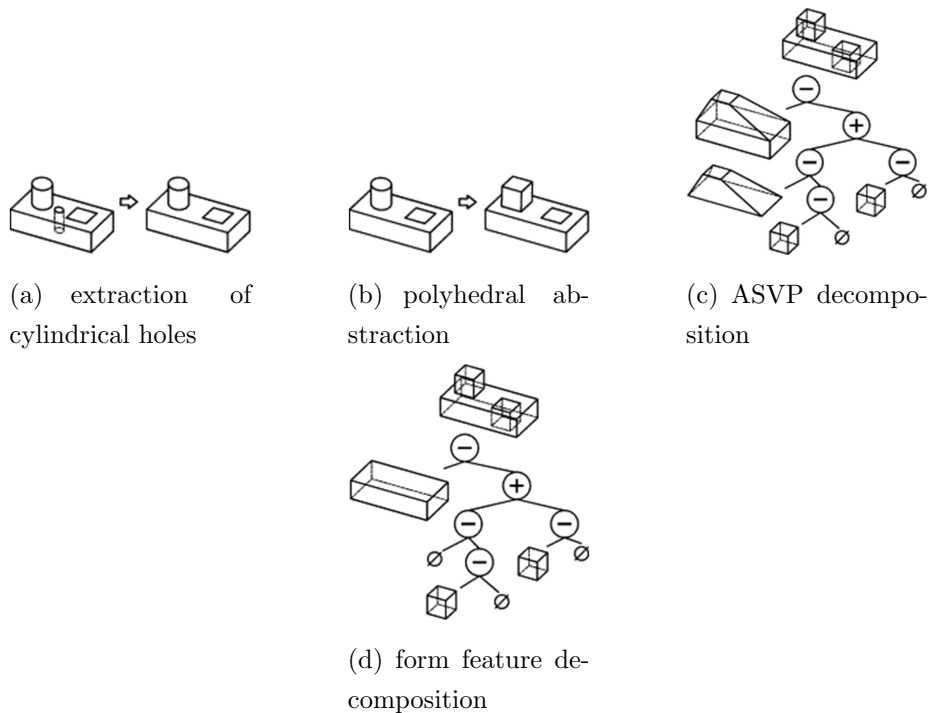 (a) extraction of
cylindrical holes
(b) polyhedral ab-
straction
(c) ASVP decompo-
sition
(d) form feature de-
composition